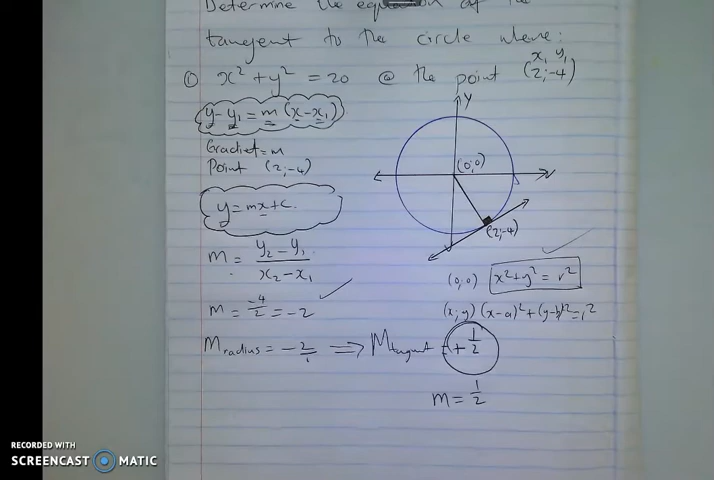 Determine the equation of the
tangent to the circle where:
① x² + y² = 20 @ the point (2;-4)
x₁ y₁
y - y₁ = m (x - x₁)
Gradiet = m
Point (2;-4)
y = mx + c
m = y₂ - y₁ / x₂ - x₁
m = -4/2 = -2
M radius = -2/1 ⟹ M tangent = + 1/2
m = 1/2
y
(0;0)
(2;-4)
(0;0) x² + y² = r²
(x;y) (x-a)² + (y-b)² = r²
RECORDED WITH
SCREENCAST MATIC